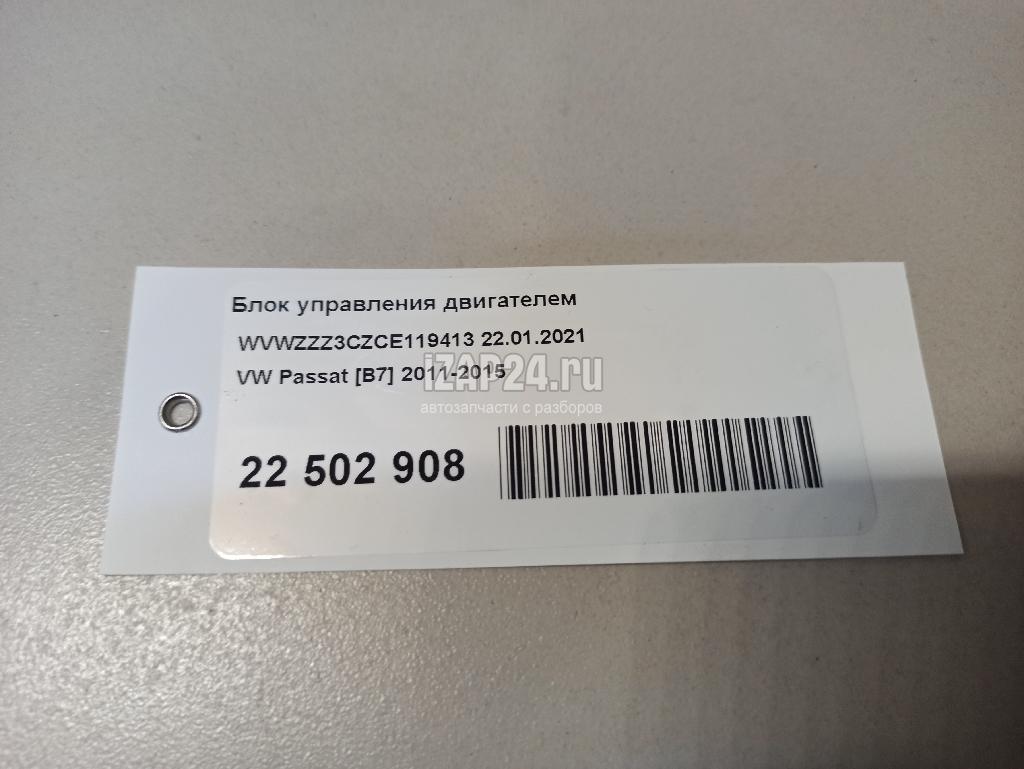 Блок управления двигателем
WVWZZZ3CZCE119413 22.01.2021
VW Passat [B7] 2011-2015
iZAP24.ru
автозапчасти с разборов
22 502 908